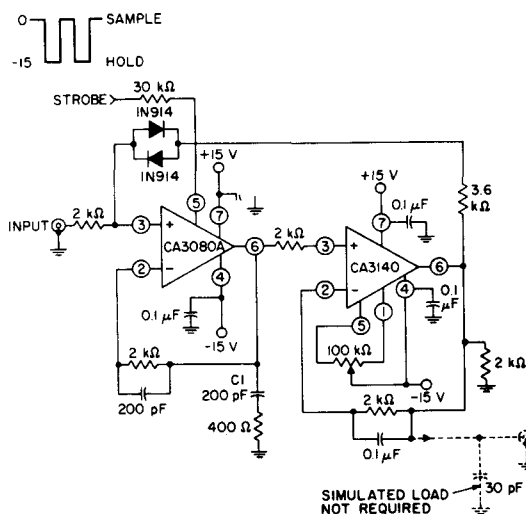 0
SAMPLE
-15
HOLD
30 kΩ
STROBE
IN914
IN914
+15 V
+15 V
3.6
kΩ
0.1 µF
INPUT
2 kΩ
3
+
5
7
CA3080A
6
2 kΩ
3
+
7
CA3140
6
2
−
4
2
−
5
1
4
0.1
µF
0.1 µF
-15 V
100 kΩ
-15 V
2 kΩ
2 kΩ
200 pF
C1
200 pF
400 Ω
2 kΩ
0.1 µF
30 pF
SIMULATED LOAD
NOT REQUIRED